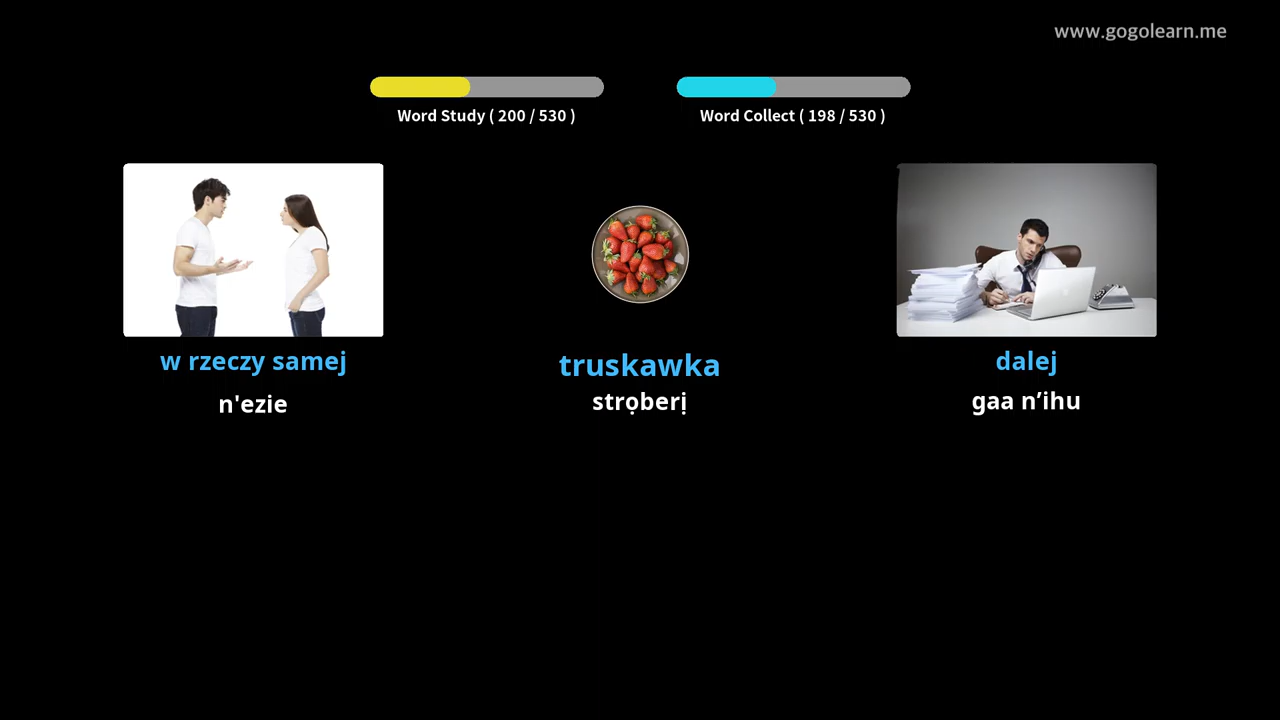 www.gogolearn.me
Word Study ( 200 / 530 )
Word Collect ( 198 / 530 )
w rzeczy samej
n'ezie
truskawka
strọberị
dalej
gaa n’ihu